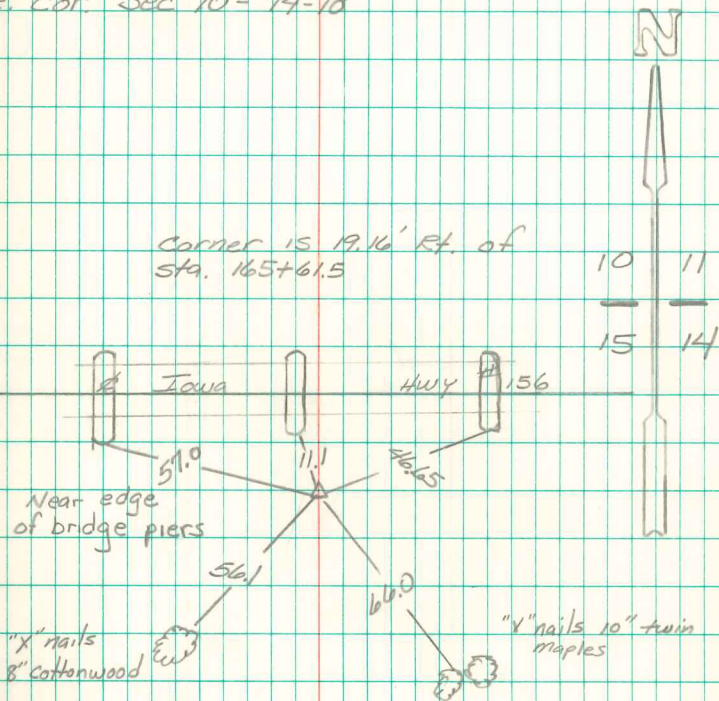 Cor. Sec 10-74-10
N
Corner is 19.16' Rt. of
sta. 165+61.5
10 11
15 14
Iowa HWY 156
57.0 11.1 46.65
Near edge
of bridge piers
56.1 66.0
"X" nails
8" cottonwood
"V" nails 10" twin
maples